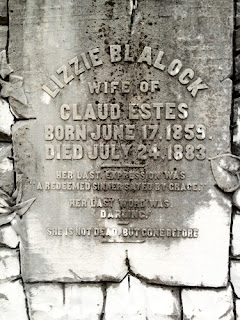 LIZZIE BLALOCK
WIFE OF
CLAUD ESTES
BORN JUNE 17, 1859
DIED JULY 24, 1883.
HER LAST EXPRESSION WAS
"A REDEEMED SINNER SAVED BY GRACE."
HER LAST WORD WAS
DARLING.
SHE IS NOT DEAD, BUT GONE BEFORE